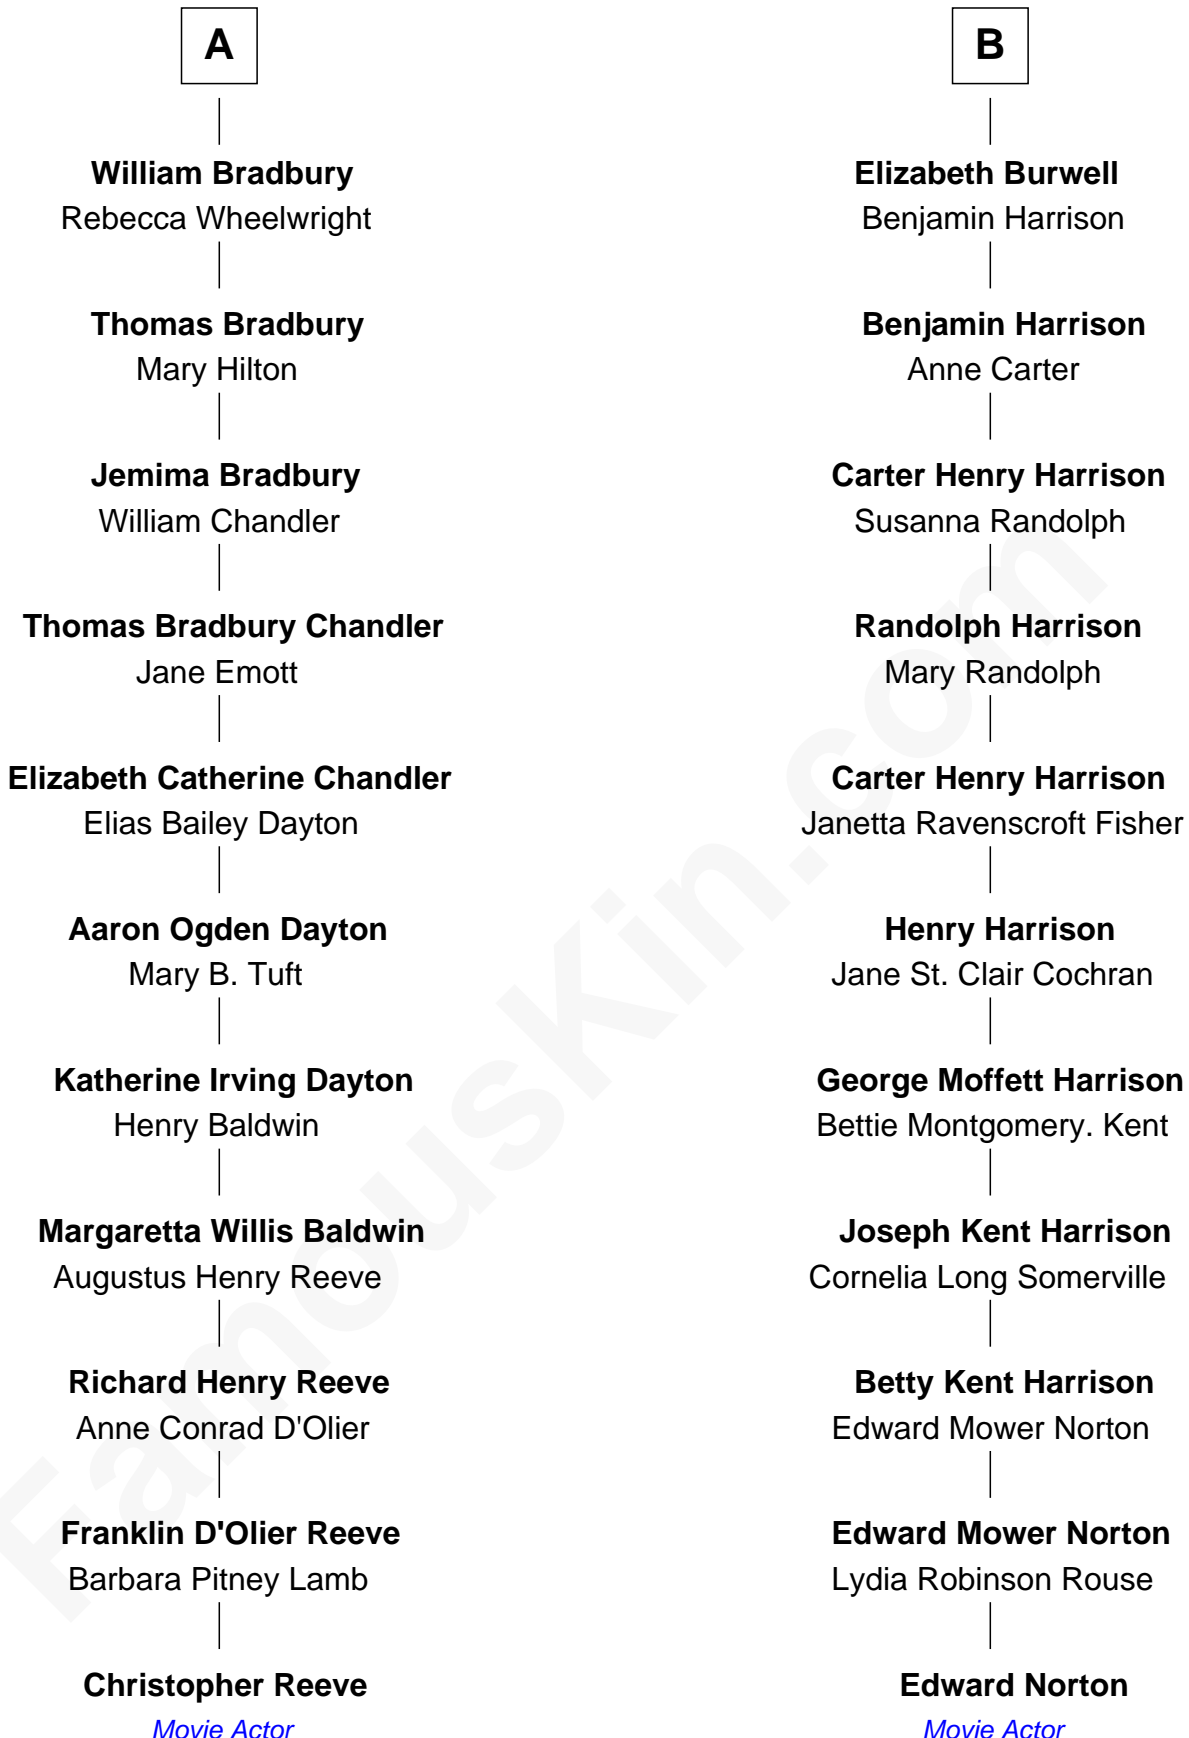 A
William Bradbury
Rebecca Wheelwright
Thomas Bradbury
Mary Hilton
Jemima Bradbury
William Chandler
Thomas Bradbury Chandler
Jane Emott
Elizabeth Catherine Chandler
Elias Bailey Dayton
Aaron Ogden Dayton
Mary B. Tuft
Katherine Irving Dayton
Henry Baldwin
Margaretta Willis Baldwin
Augustus Henry Reeve
Richard Henry Reeve
Anne Conrad D'Olier
Franklin D'Olier Reeve
Barbara Pitney Lamb
Christopher Reeve
Movie Actor
B
Elizabeth Burwell
Benjamin Harrison
Benjamin Harrison
Anne Carter
Carter Henry Harrison
Susanna Randolph
Randolph Harrison
Mary Randolph
Carter Henry Harrison
Janetta Ravenscroft Fisher
Henry Harrison
Jane St. Clair Cochran
George Moffett Harrison
Bettie Montgomery. Kent
Joseph Kent Harrison
Cornelia Long Somerville
Betty Kent Harrison
Edward Mower Norton
Edward Mower Norton
Lydia Robinson Rouse
Edward Norton
Movie Actor
FamousKin.com